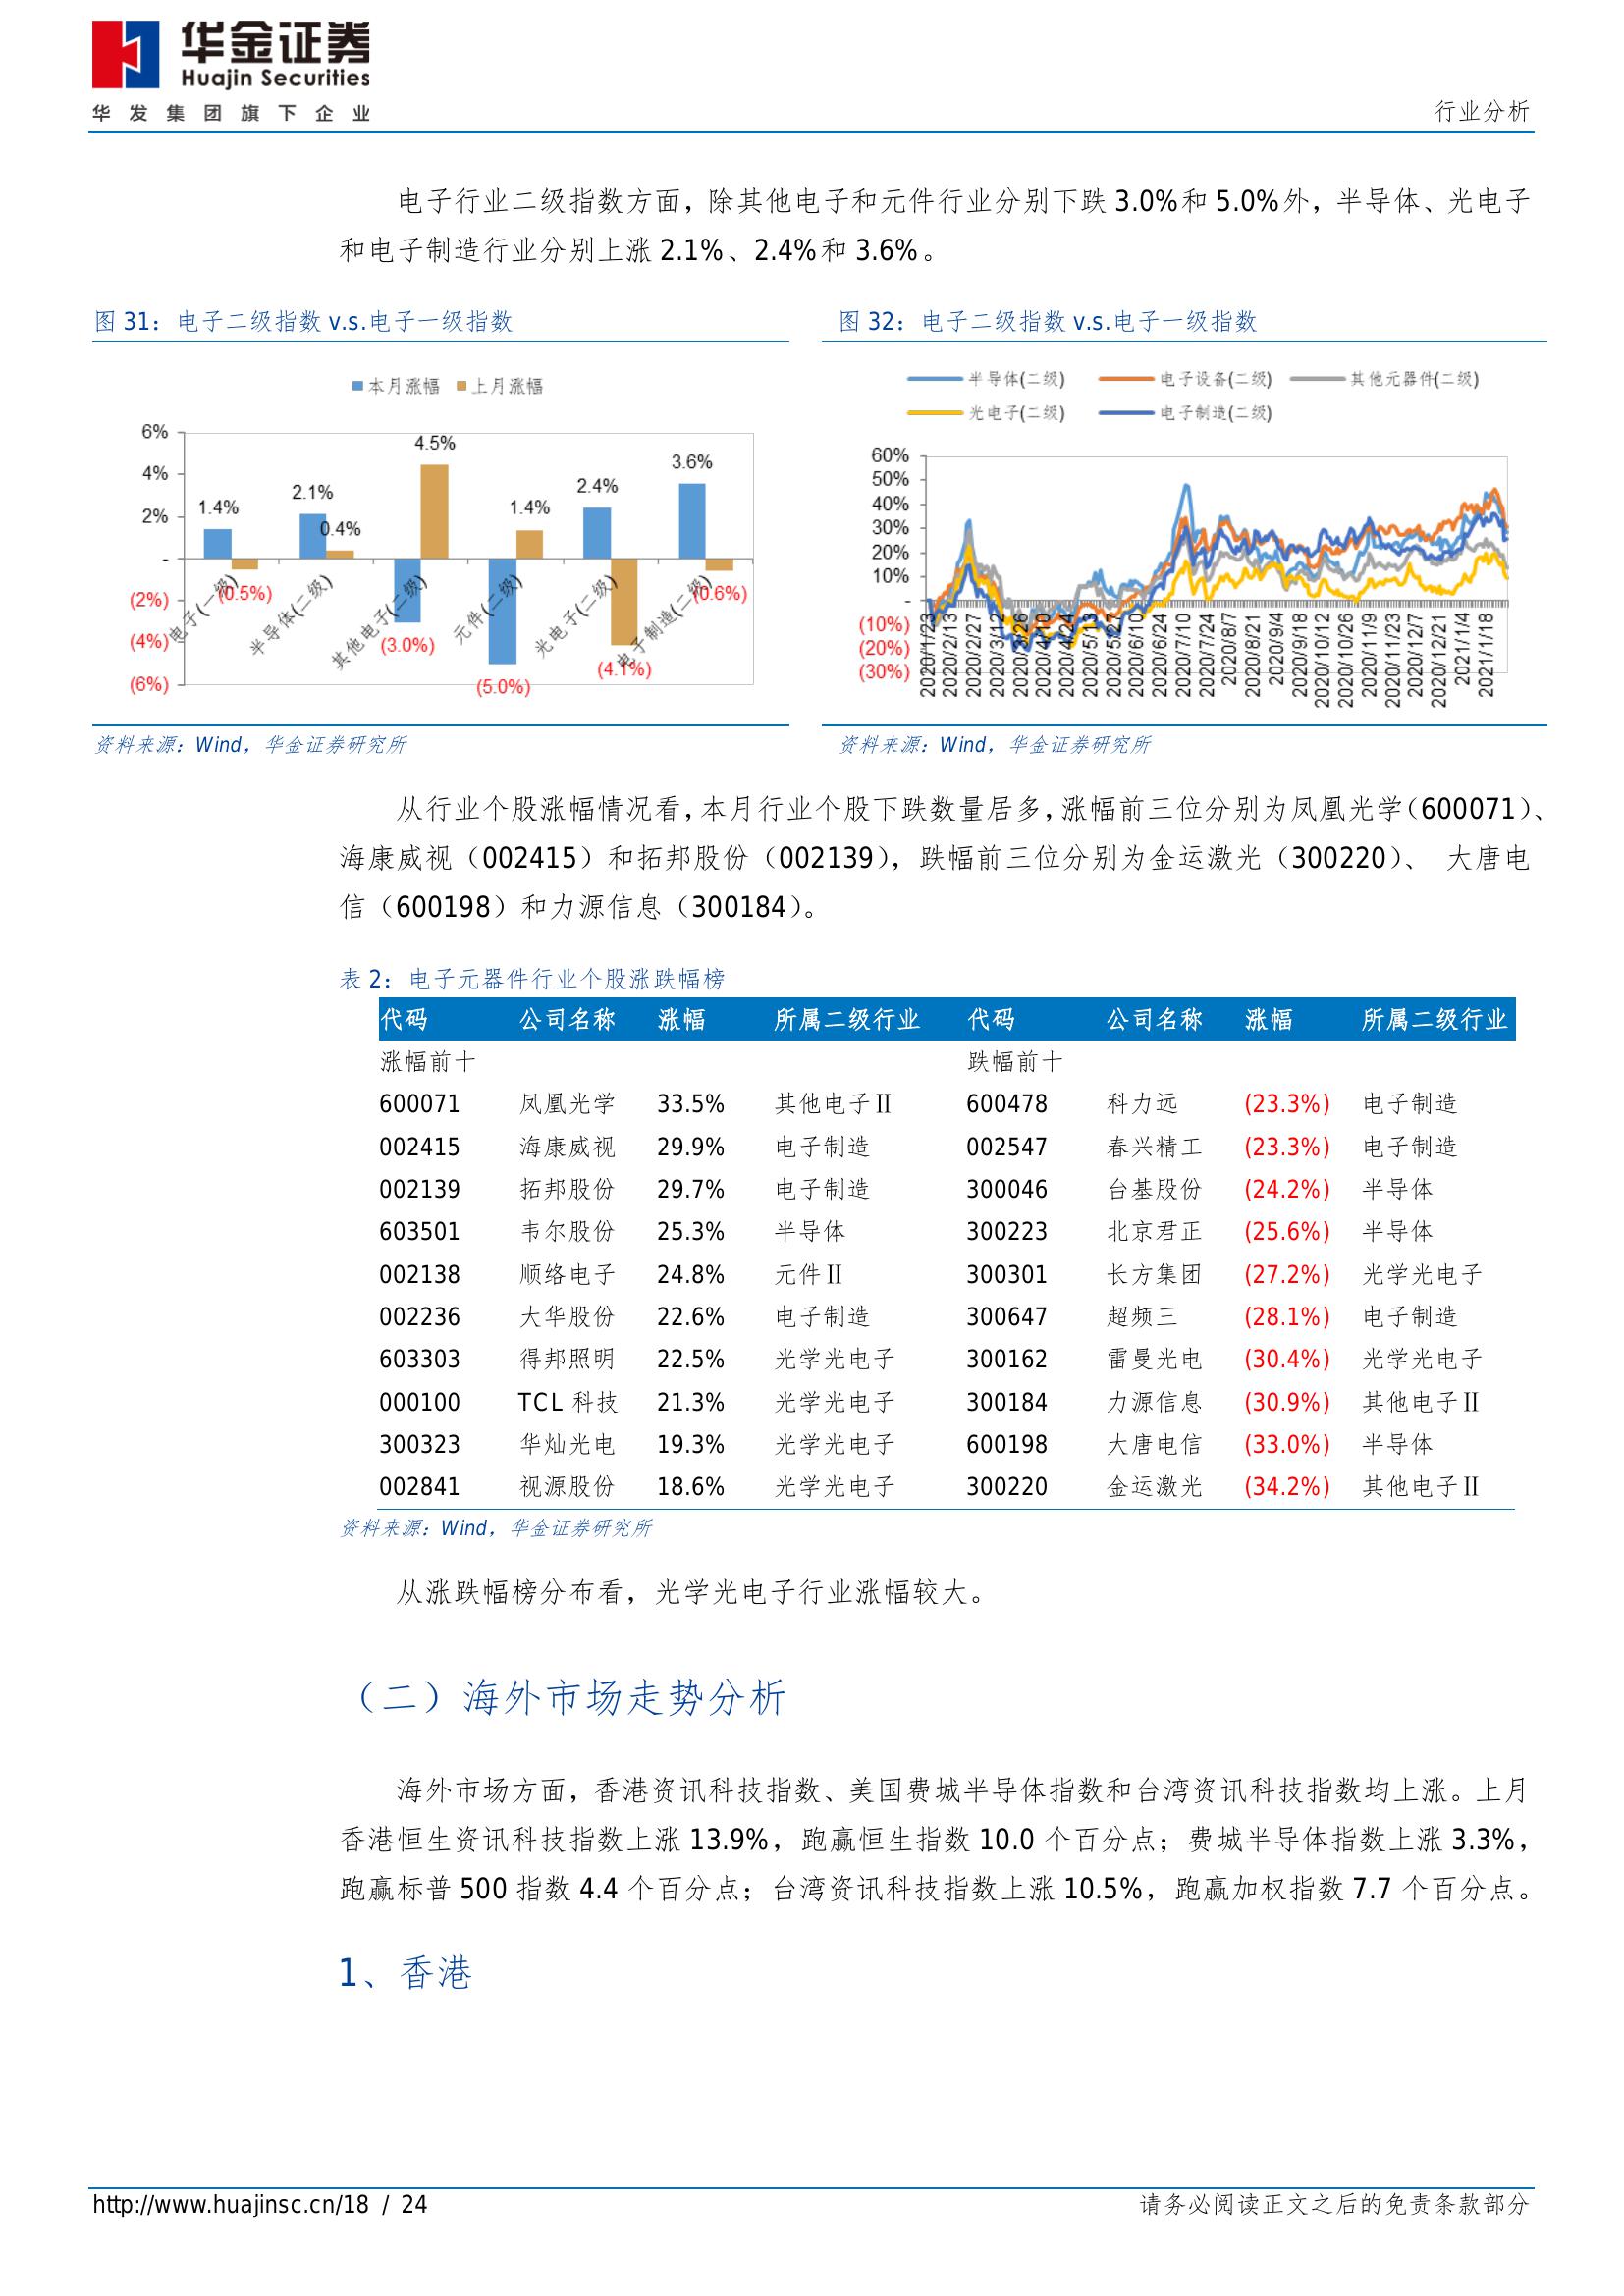 华金证券
Huajin Securities
华发集团旗下企业
行业分析
电子行业二级指数方面，除其他电子和元件行业分别下跌 3.0%和 5.0%外，半导体、光电子
和电子制造行业分别上涨 2.1%、2.4%和 3.6%。
图 31：电子二级指数 v.s.电子一级指数
本月涨幅 上月涨幅
6%
4%
2%
-
(2%)
(4%)
(6%)
1.4% 2.1% 0.4% 4.5% 1.4% 2.4% 3.6%
(0.5%) (3.0%) (5.0%) (4.1%) (0.6%)
电子(一级) 半导体(二级) 其他电子(二级) 元件(二级) 光电子(二级) 电子制造(二级)
资料来源：Wind，华金证券研究所
图 32：电子二级指数 v.s.电子一级指数
半导体(二级) 电子设备(二级) 其他元器件(二级)
光电子(二级) 电子制造(二级)
60%
50%
40%
30%
20%
10%
-
(10%)
(20%)
(30%)
2020/1/23 2020/2/13 2020/2/27 2020/3/12 2020/3/26 2020/4/10 2020/4/24 2020/5/13 2020/5/27 2020/6/10 2020/6/24 2020/7/10 2020/7/24 2020/8/7 2020/8/21 2020/9/4 2020/9/18 2020/10/12 2020/10/26 2020/11/9 2020/11/23 2020/12/7 2020/12/21 2021/1/4 2021/1/18
资料来源：Wind，华金证券研究所
从行业个股涨幅情况看，本月行业个股下跌数量居多，涨幅前三位分别为凤凰光学（600071）、
海康威视（002415）和拓邦股份（002139），跌幅前三位分别为金运激光（300220）、 大唐电
信（600198）和力源信息（300184）。
表 2：电子元器件行业个股涨跌幅榜
代码 公司名称 涨幅 所属二级行业 代码 公司名称 涨幅 所属二级行业
涨幅前十 跌幅前十
600071 凤凰光学 33.5% 其他电子Ⅱ 600478 科力远 (23.3%) 电子制造
002415 海康威视 29.9% 电子制造 002547 春兴精工 (23.3%) 电子制造
002139 拓邦股份 29.7% 电子制造 300046 台基股份 (24.2%) 半导体
603501 韦尔股份 25.3% 半导体 300223 北京君正 (25.6%) 半导体
002138 顺络电子 24.8% 元件Ⅱ 300301 长方集团 (27.2%) 光学光电子
002236 大华股份 22.6% 电子制造 300647 超频三 (28.1%) 电子制造
603303 得邦照明 22.5% 光学光电子 300162 雷曼光电 (30.4%) 光学光电子
000100 TCL 科技 21.3% 光学光电子 300184 力源信息 (30.9%) 其他电子Ⅱ
300323 华灿光电 19.3% 光学光电子 600198 大唐电信 (33.0%) 半导体
002841 视源股份 18.6% 光学光电子 300220 金运激光 (34.2%) 其他电子Ⅱ
资料来源：Wind，华金证券研究所
从涨跌幅榜分布看，光学光电子行业涨幅较大。
（二）海外市场走势分析
海外市场方面，香港资讯科技指数、美国费城半导体指数和台湾资讯科技指数均上涨。上月
香港恒生资讯科技指数上涨 13.9%，跑赢恒生指数 10.0 个百分点；费城半导体指数上涨 3.3%，
跑赢标普 500 指数 4.4 个百分点；台湾资讯科技指数上涨 10.5%，跑赢加权指数 7.7 个百分点。
1、香港
http://www.huajinsc.cn/18 / 24
请务必阅读正文之后的免责条款部分